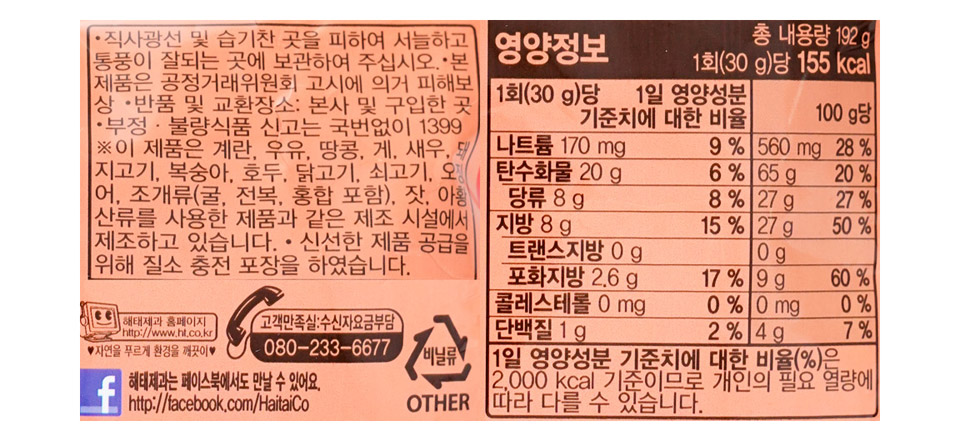 •직사광선 및 습기찬 곳을 피하여 서늘하고
통풍이 잘되는 곳에 보관하여 주십시오.•본
제품은 공정거래위원회 고시에 의거 피해보
상 •반품 및 교환장소: 본사 및 구입한 곳
•부정·불량식품 신고는 국번없이 1399
※이 제품은 계란, 우유, 땅콩, 게, 새우, 돼
지고기, 복숭아, 호두, 닭고기, 쇠고기, 오징
어, 조개류(굴, 전복, 홍합 포함), 잣, 아황
산류를 사용한 제품과 같은 제조 시설에서
제조하고 있습니다. •신선한 제품 공급을
위해 질소 충전 포장을 하였습니다.
해태제과 홈페이지
http://www.ht.co.kr
♥자연을 푸르게 환경을 깨끗이♥
고객만족실:수신자요금부담
080-233-6677
비닐류
OTHER
f
해태제과는 페이스북에서도 만날 수 있어요.
http://facebook.com/HaitaiCo
영양정보
총 내용량 192 g
1회(30 g)당 155 kcal
1회(30 g)당 1일 영양성분
기준치에 대한 비율
100 g당
나트륨 170 mg 9 % 560 mg 28 %
탄수화물 20 g 6 % 65 g 20 %
당류 8 g 8 % 27 g 27 %
지방 8 g 15 % 27 g 50 %
트랜스지방 0 g 0 g
포화지방 2.6 g 17 % 9 g 60 %
콜레스테롤 0 mg 0 % 0 mg 0 %
단백질 1 g 2 % 4 g 7 %
1일 영양성분 기준치에 대한 비율(%)은
2,000 kcal 기준이므로 개인의 필요 열량에
따라 다를 수 있습니다.